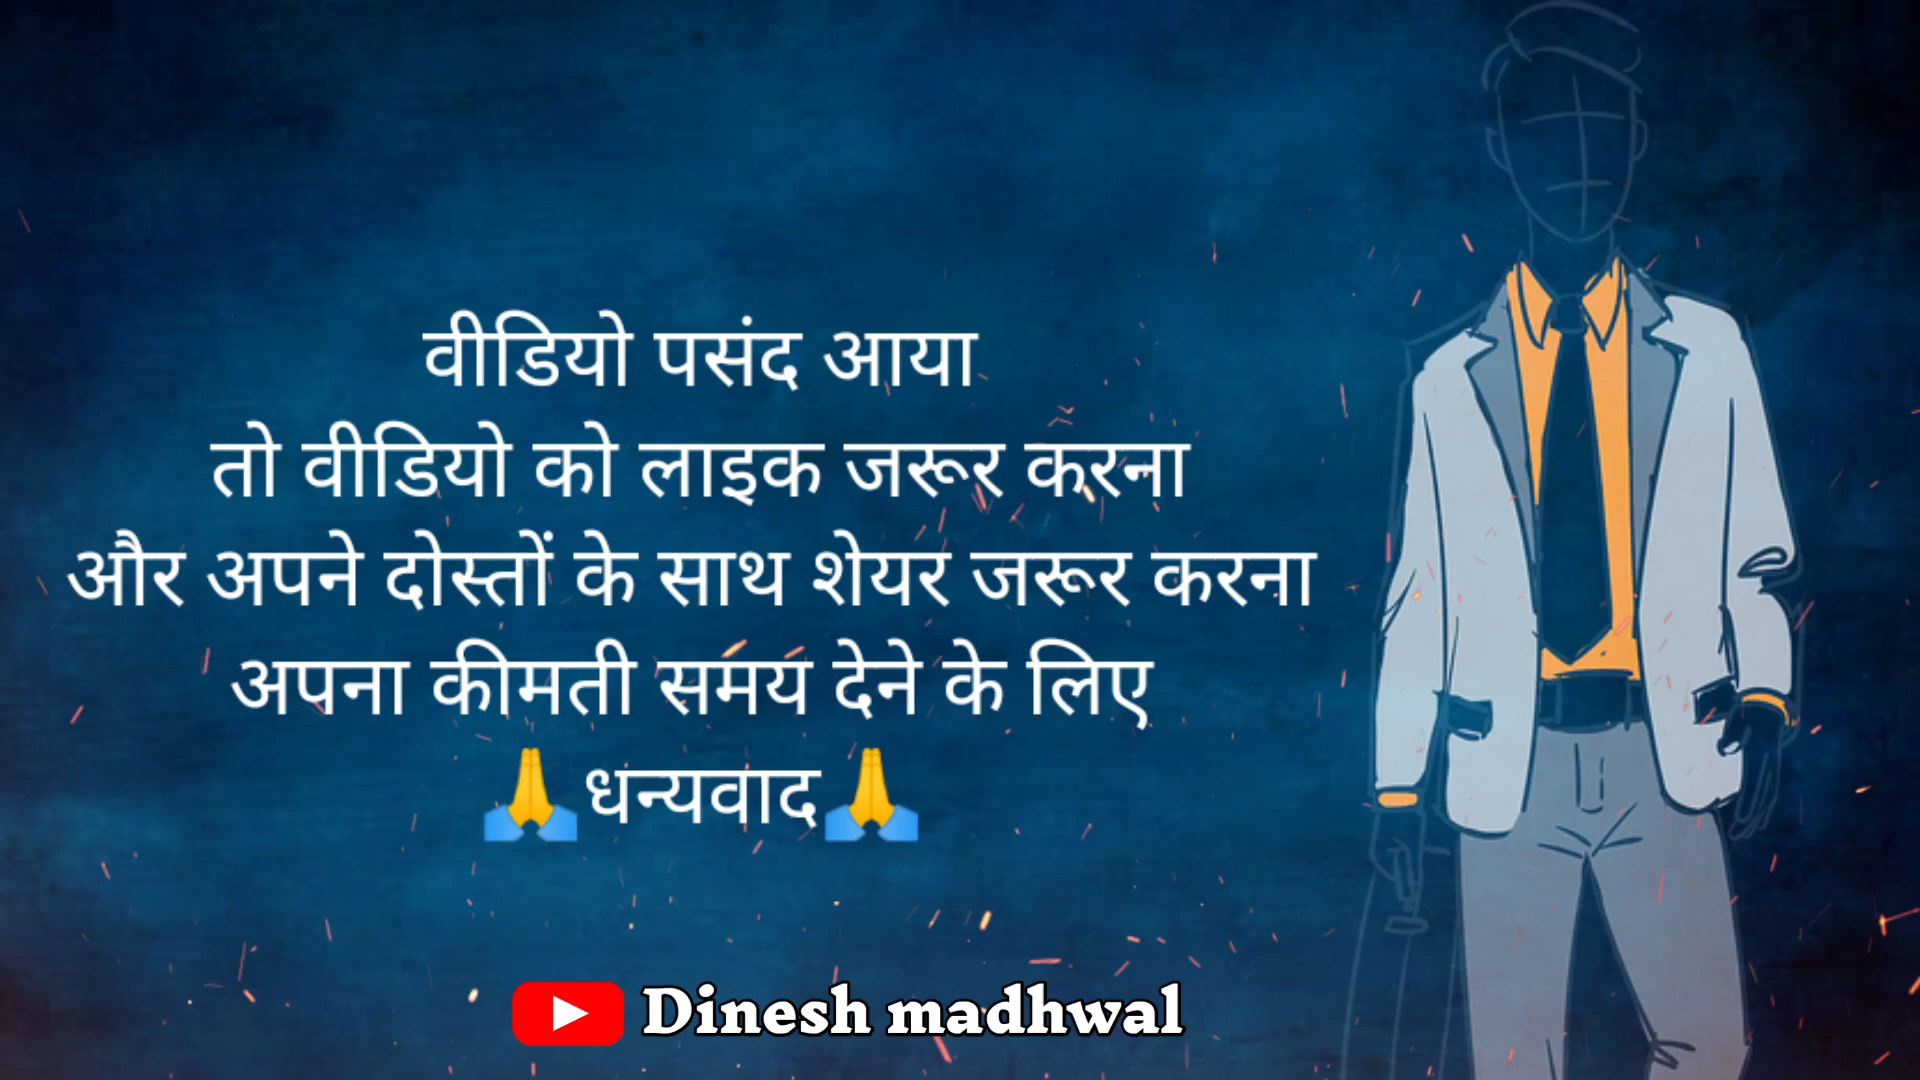 वीडियो पसंद आया
तो वीडियो को लाइक जरूर करना
और अपने दोस्तों के साथ शेयर जरूर करना
अपना कीमती समय देने के लिए
🙏धन्यवाद🙏
Dinesh madhwal